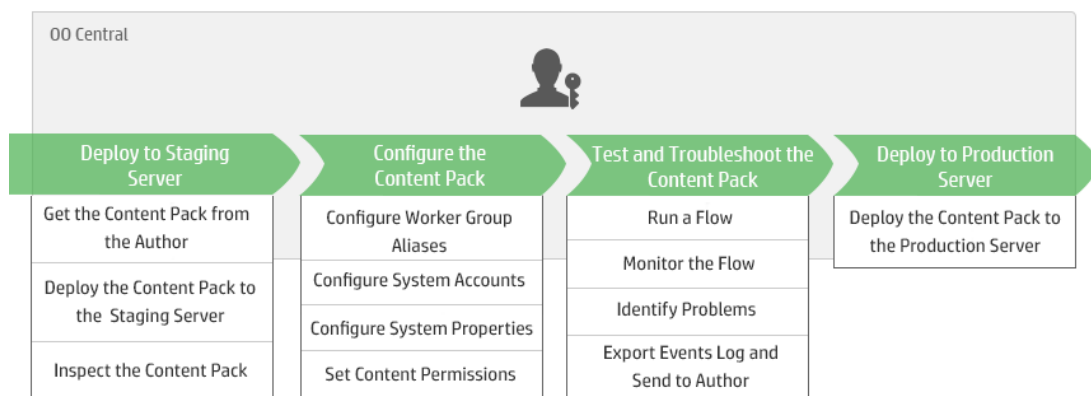 OO Central
Deploy to Staging
Server
Configure the
Content Pack
Test and Troubleshoot the
Content Pack
Deploy to Production
Server
Get the Content Pack from
the Author
Deploy the Content Pack to
the Staging Server
Inspect the Content Pack
Configure Worker Group
Aliases
Configure System Accounts
Configure System Properties
Set Content Permissions
Run a Flow
Monitor the Flow
Identify Problems
Export Events Log and
Send to Author
Deploy the Content Pack to
the Production Server